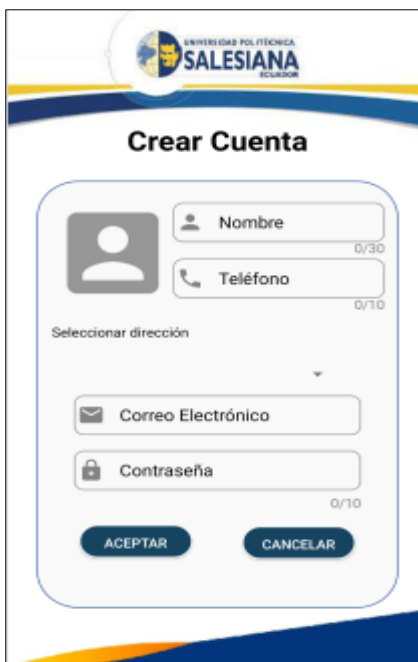 UNIVERSIDAD POLITÉCNICA
SALESIANA
ECUADOR
Crear Cuenta
Nombre
0/30
Teléfono
0/10
Seleccionar dirección
Correo Electrónico
Contraseña
0/10
ACEPTAR CANCELAR